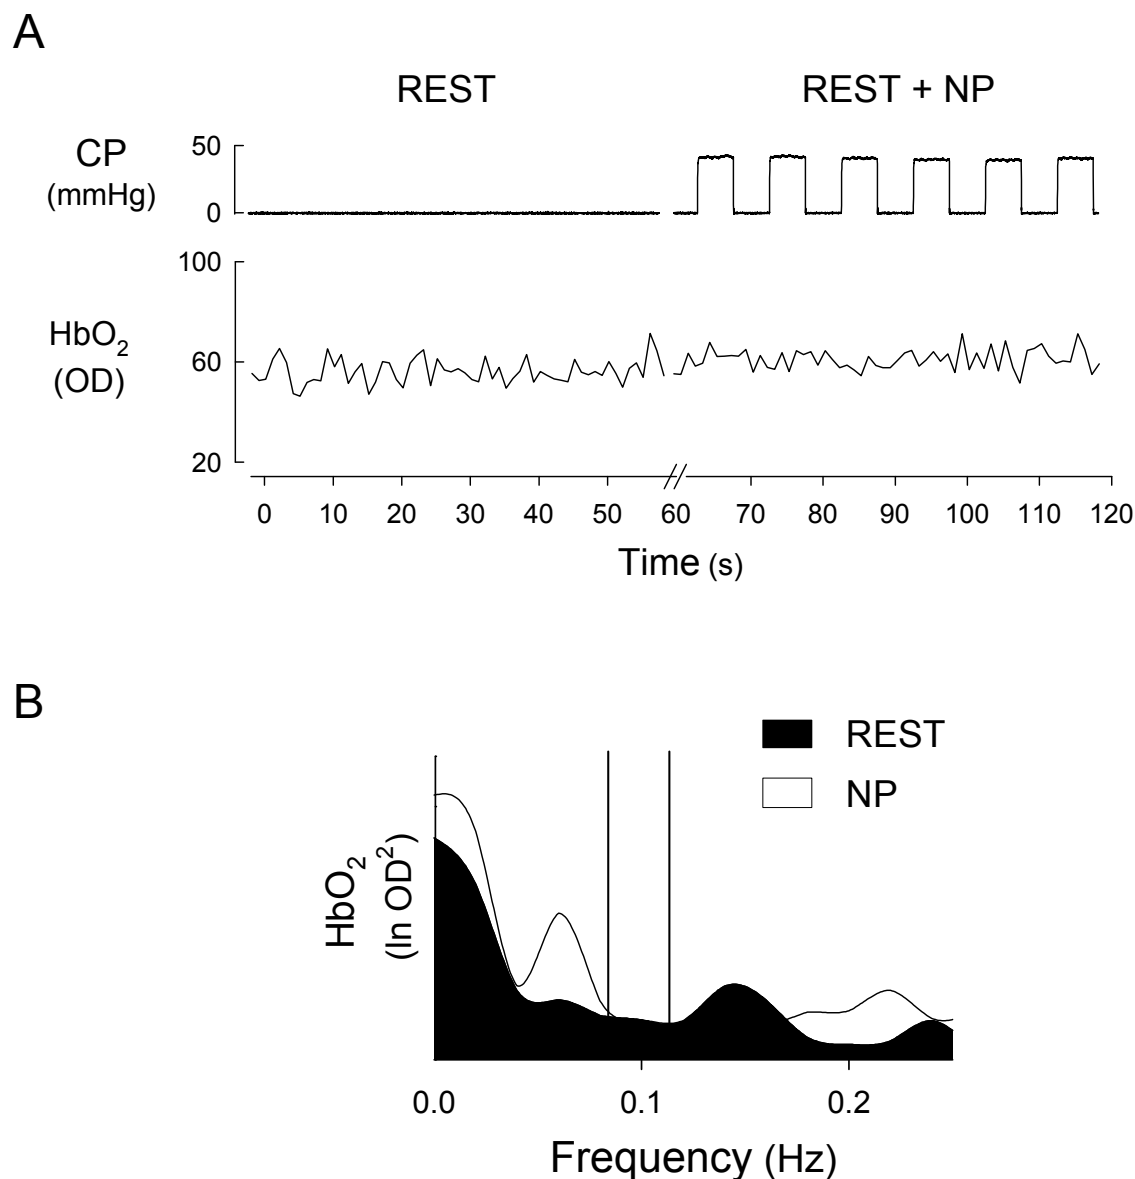 A
REST
REST + NP
CP
(mmHg)
50
0
HbO2
(OD)
100
60
20
0 10 20 30 40 50 60 70 80 90 100 110 120
Time (s)
B
REST
NP
HbO2
(ln OD2)
0.0 0.1 0.2
Frequency (Hz)